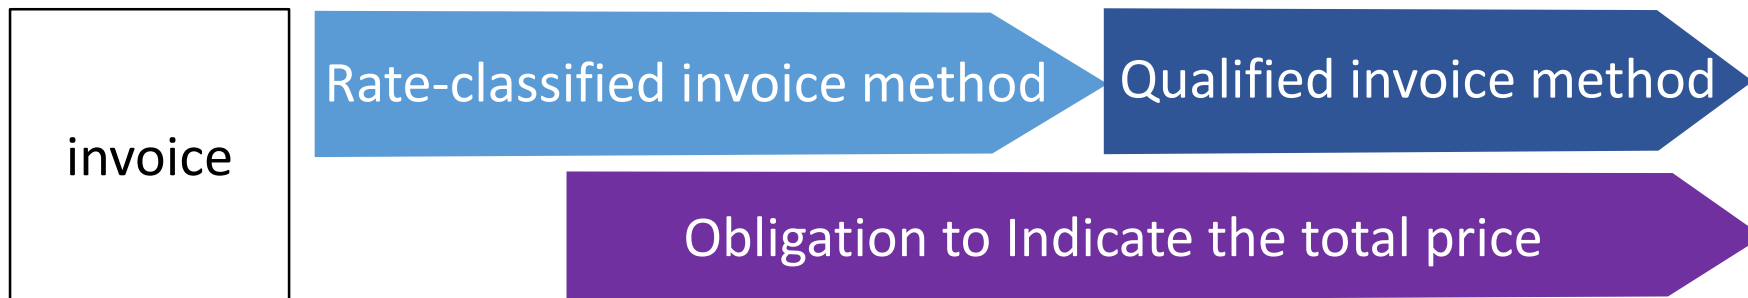 invoice
Rate-classified invoice method
Qualified invoice method
Obligation to Indicate the total price